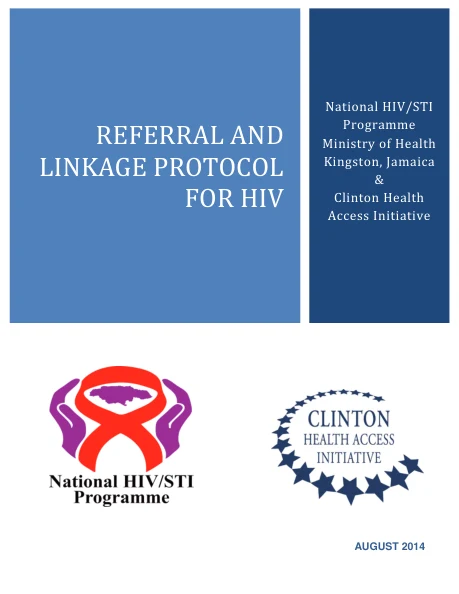 REFERRAL AND
LINKAGE PROTOCOL
FOR HIV
National HIV/STI
Programme
Ministry of Health
Kingston, Jamaica
&
Clinton Health
Access Initiative
National HIV/STI
Programme
CLINTON
HEALTH ACCESS
INITIATIVE
AUGUST 2014